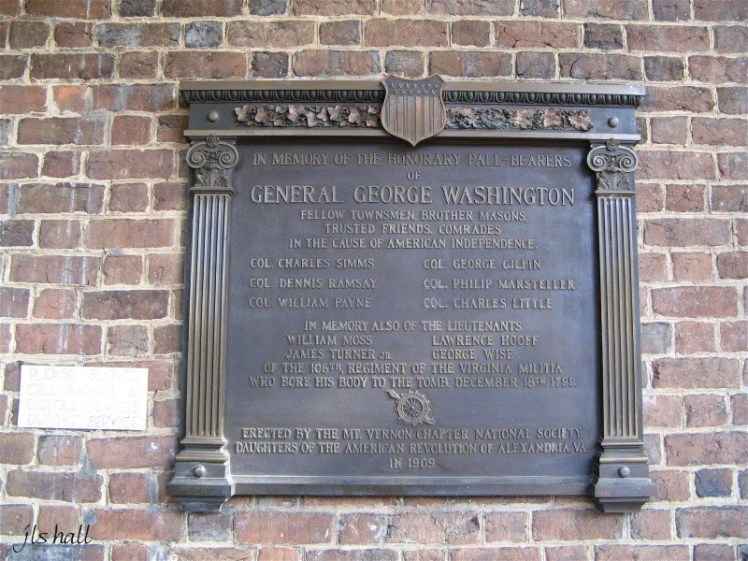 IN MEMORY OF THE HONORARY PALL-BEARERS
OF
GENERAL GEORGE WASHINGTON
FELLOW TOWNSMEN, BROTHER MASONS,
TRUSTED FRIENDS, COMRADES
IN THE CAUSE OF AMERICAN INDEPENDENCE.
COL. CHARLES SIMMS COL. GEORGE GILPIN
COL. DENNIS RAMSAY COL. PHILIP MARSTELLER
COL. WILLIAM PAYNE COL. CHARLES LITTLE
IN MEMORY ALSO OF THE LIEUTENANTS
WILLIAM MOSS LAWRENCE HOOFF
JAMES TURNER JR. GEORGE WISE
OF THE 106TH REGIMENT OF THE VIRGINIA MILITIA
WHO BORE HIS BODY TO THE TOMB, DECEMBER 18TH, 1799.
ERECTED BY THE MT. VERNON CHAPTER NATIONAL SOCIETY,
DAUGHTERS OF THE AMERICAN REVOLUTION OF ALEXANDRIA, VA.
IN 1909
jls hall